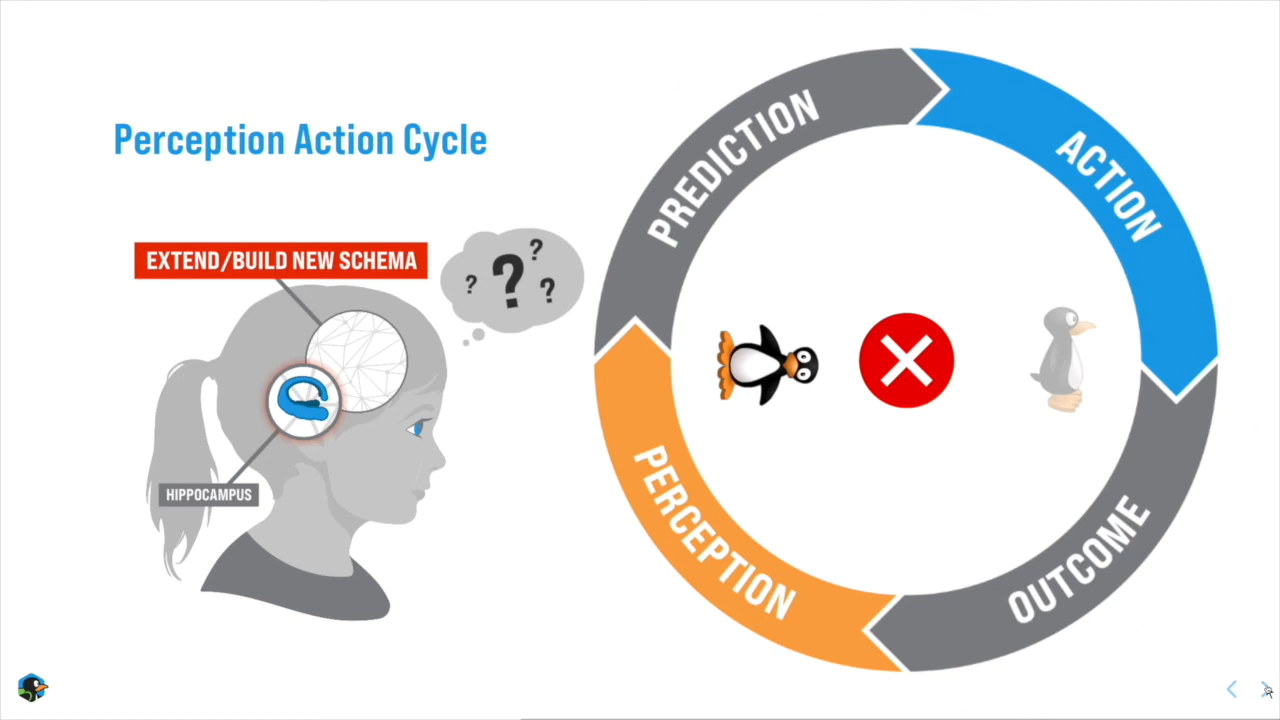 Perception Action Cycle
EXTEND/BUILD NEW SCHEMA
? ? ? ?
HIPPOCAMPUS
PREDICTION
ACTION
PERCEPTION
OUTCOME